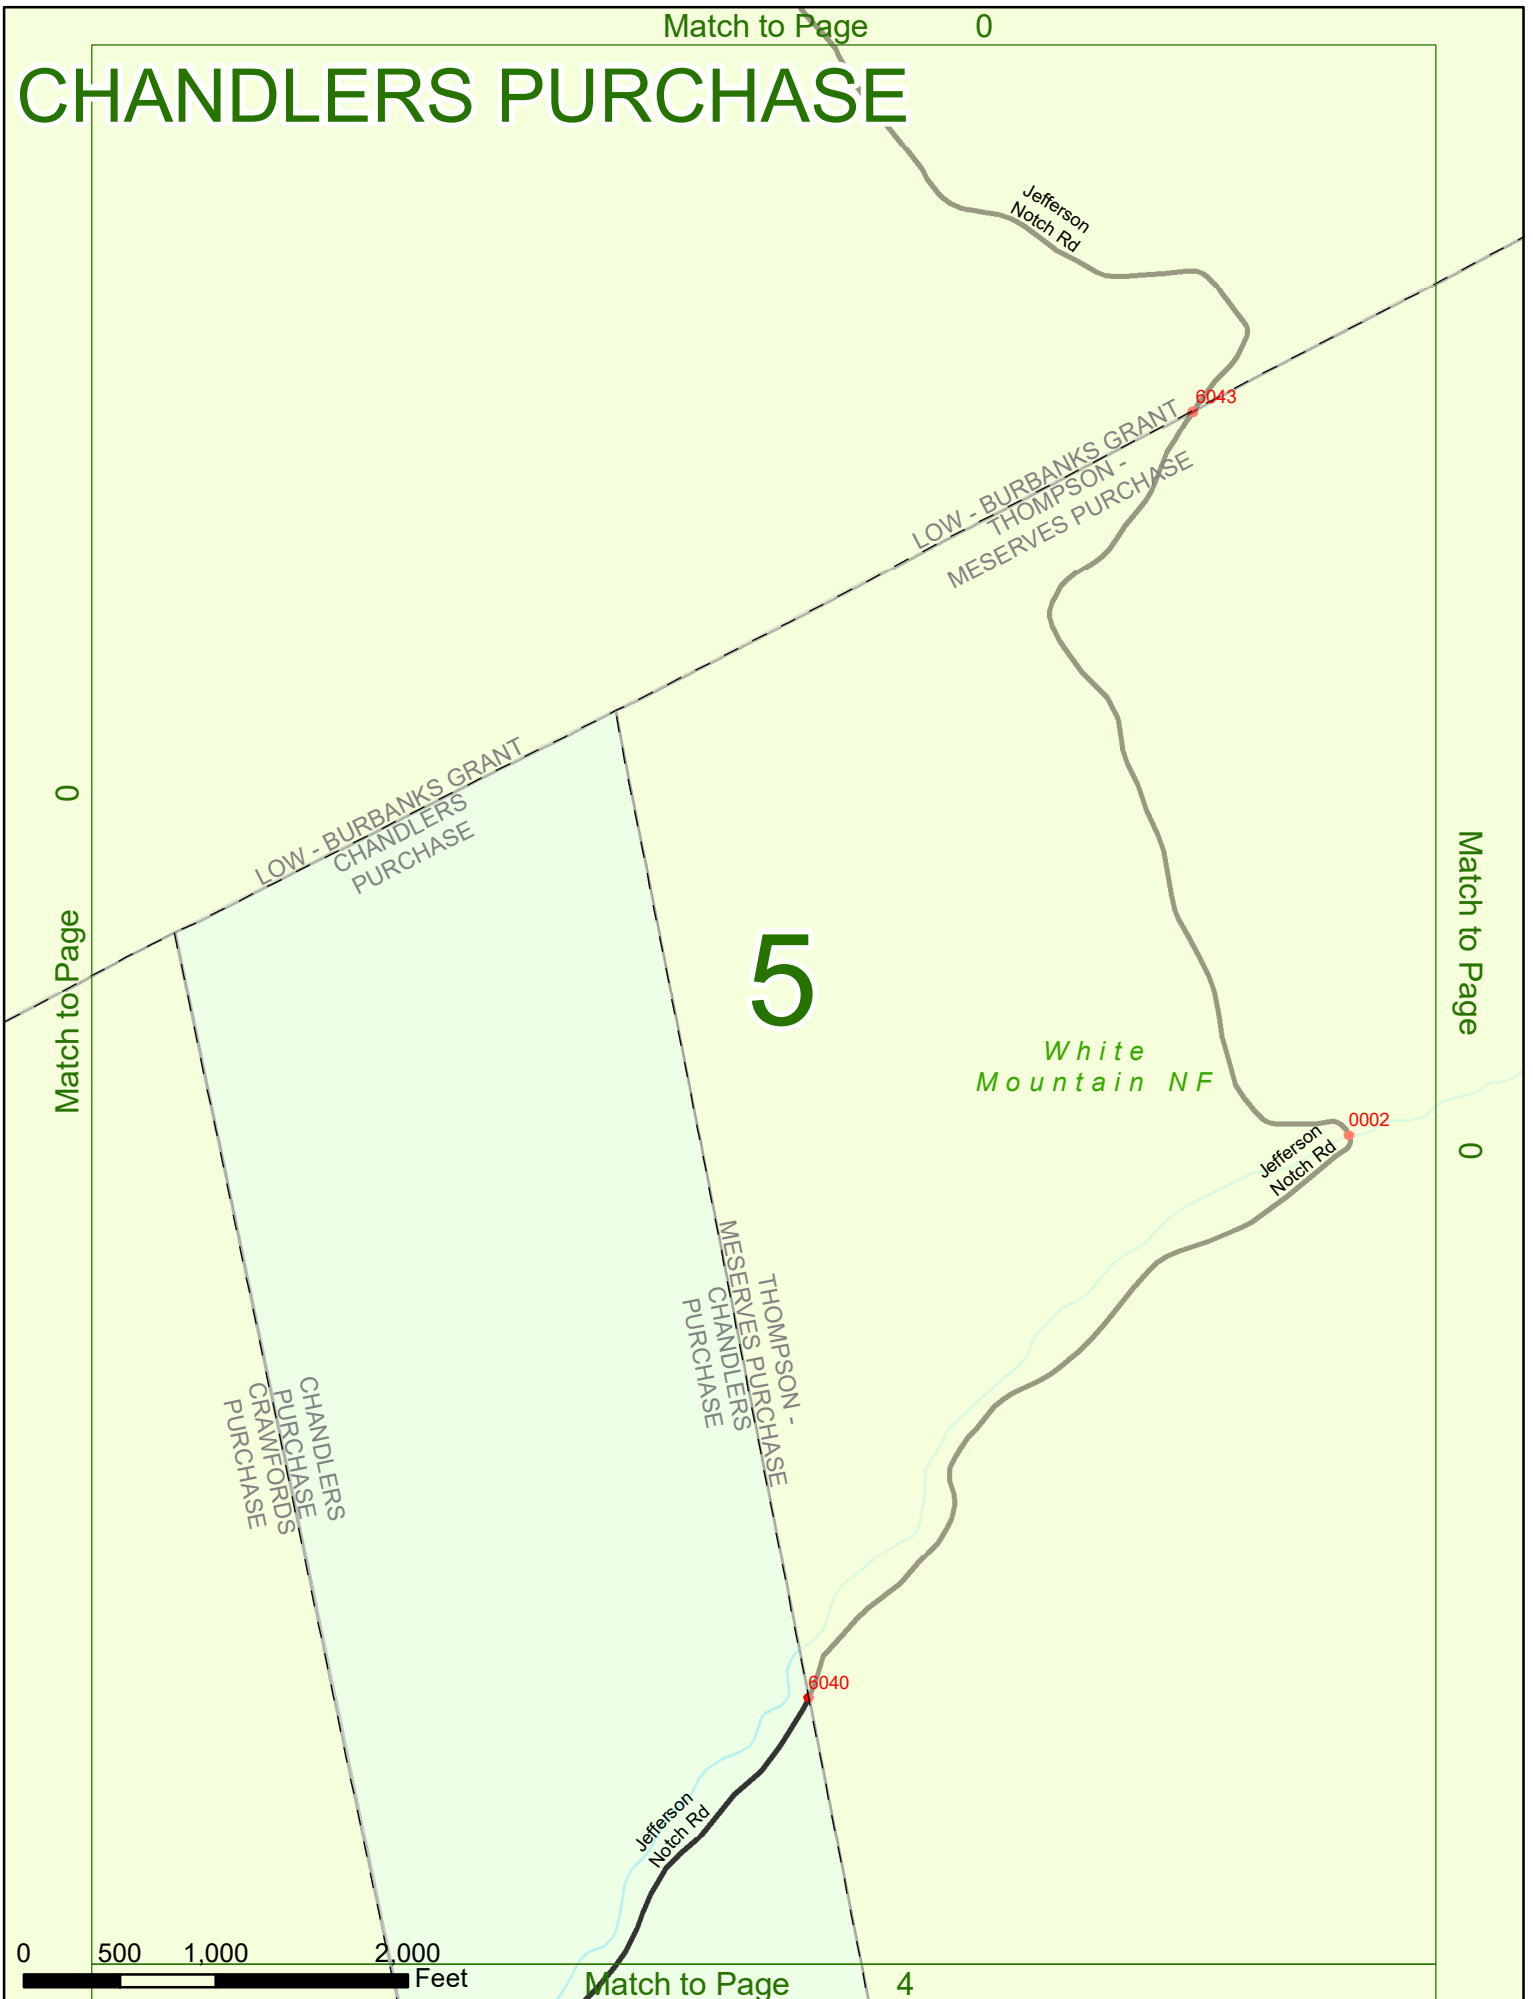 Match to Page 0
CHANDLERS PURCHASE
Jefferson
Notch Rd
6043
LOW - BURBANKS GRANT
THOMPSON -
MESERVES PURCHASE
LOW - BURBANKS GRANT
CHANDLERS
PURCHASE
Match to Page 0
5
Match to Page 0
White
Mountain NF
0002
Jefferson
Notch Rd
THOMPSON -
MESERVES PURCHASE
CHANDLERS
PURCHASE
CHANDLERS
PURCHASE
CRAWFORDS
PURCHASE
6040
Jefferson
Notch Rd
0 500 1,000 2,000
Feet
Match to Page 4